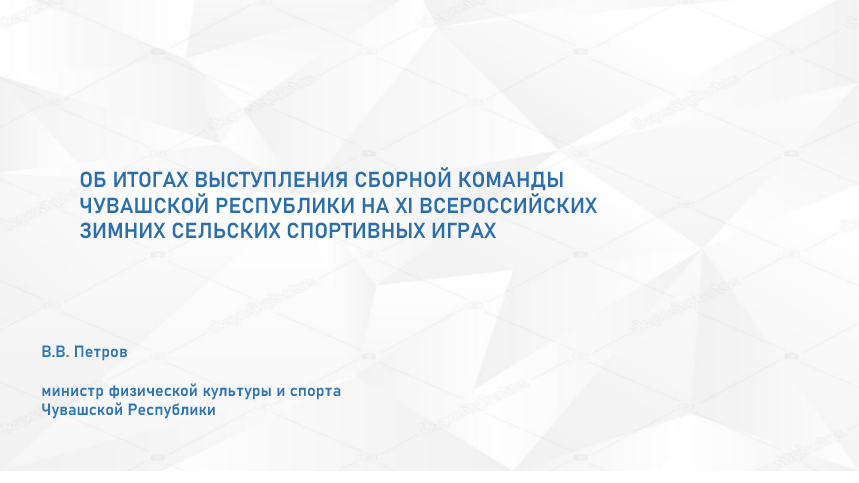 ОБ ИТОГАХ ВЫСТУПЛЕНИЯ СБОРНОЙ КОМАНДЫ
ЧУВАШСКОЙ РЕСПУБЛИКИ НА XI ВСЕРОССИЙСКИХ
ЗИМНИХ СЕЛЬСКИХ СПОРТИВНЫХ ИГРАХ
В.В. Петров
министр физической культуры и спорта
Чувашской Республики